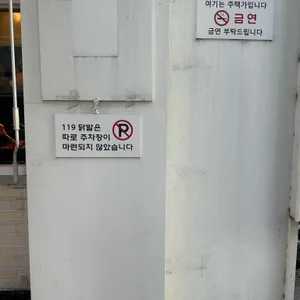 여기는 주택가입니다
금연
금연 부탁드립니다
119 닭발은
따로 주차장이
마련되지 않았습니다